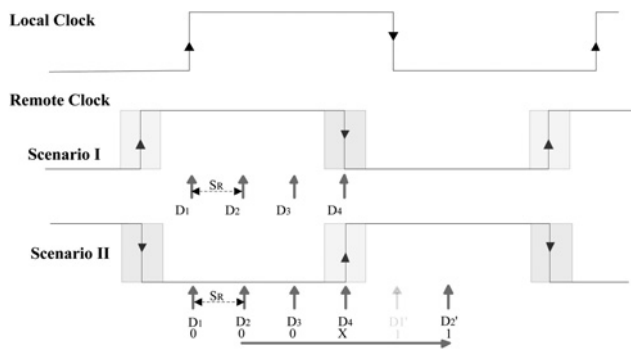 Local Clock
Remote Clock
Scenario I
SR
D1 D2 D3 D4
Scenario II
SR
D1 D2 D3 D4 D1' D2'
0 0 0 X 1 1